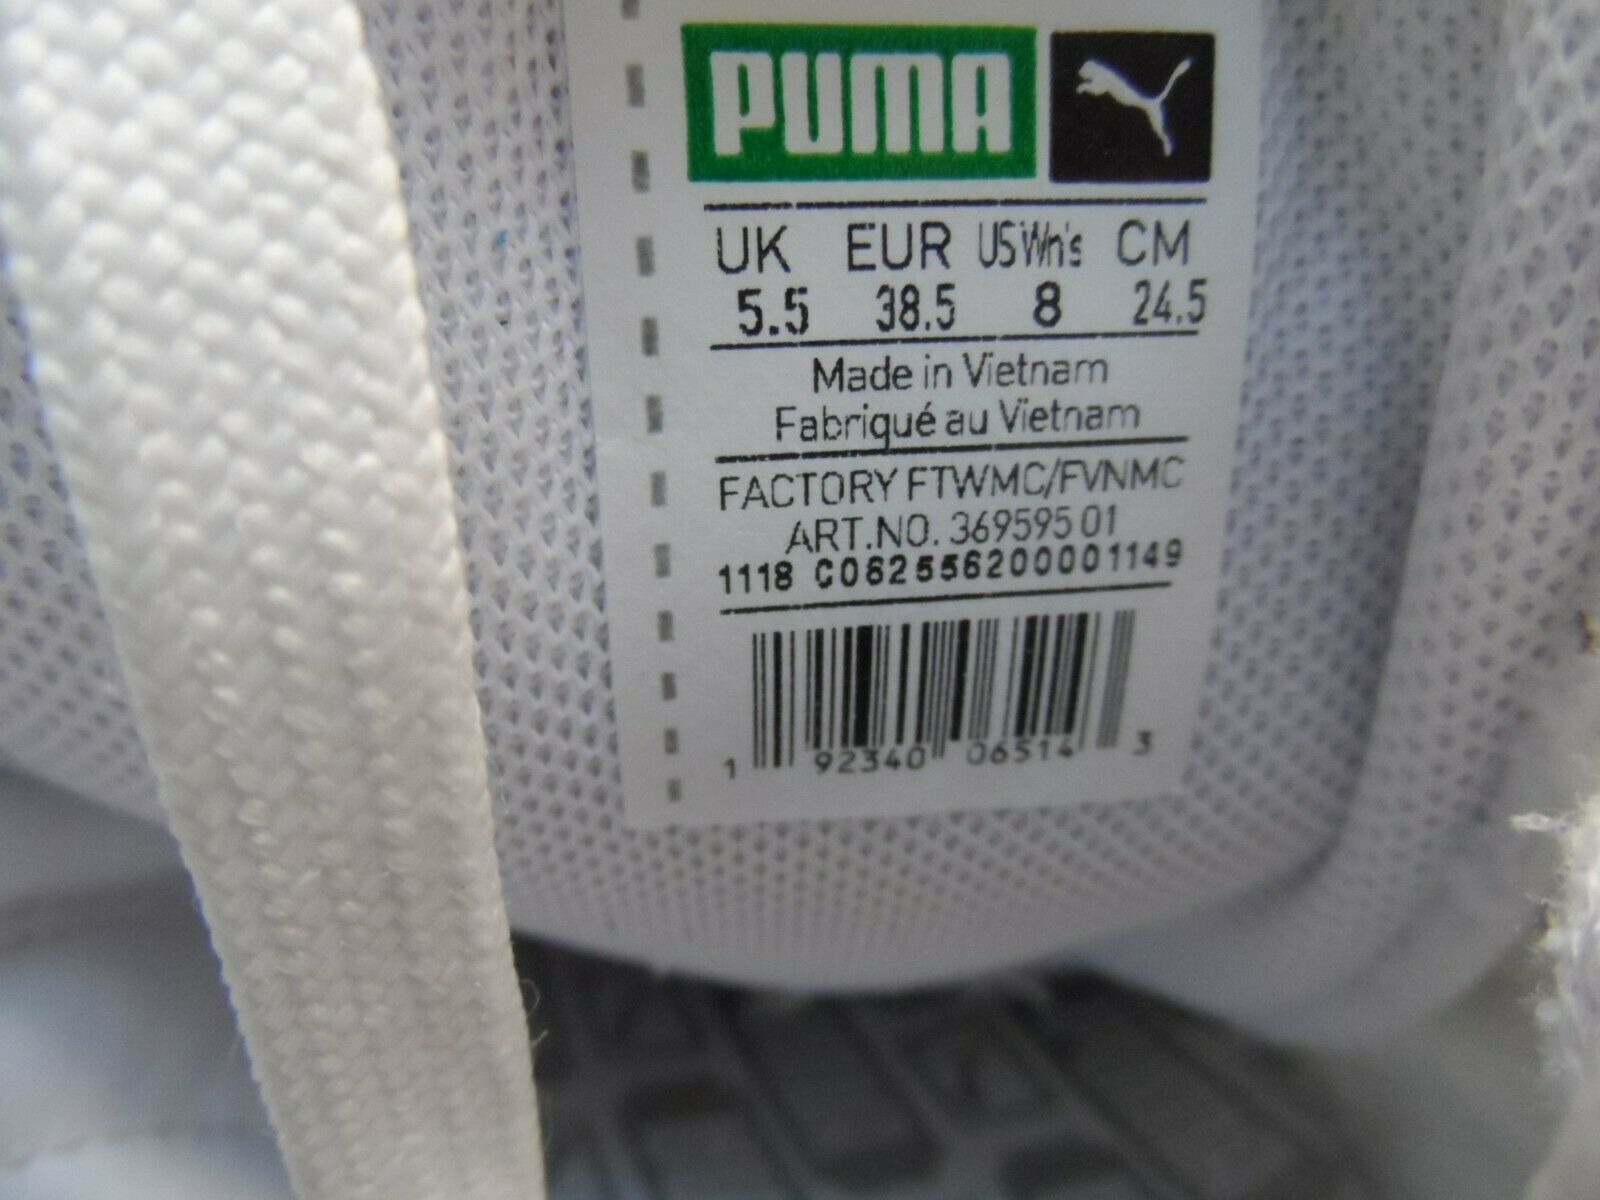 PUMA
UK EUR US Wn's CM
5.5 38.5 8 24.5
Made in Vietnam
Fabriqué au Vietnam
FACTORY FTWMC/FVNMC
ART.NO. 369595 01
1118 C062556200001149
1 92340 06514 3